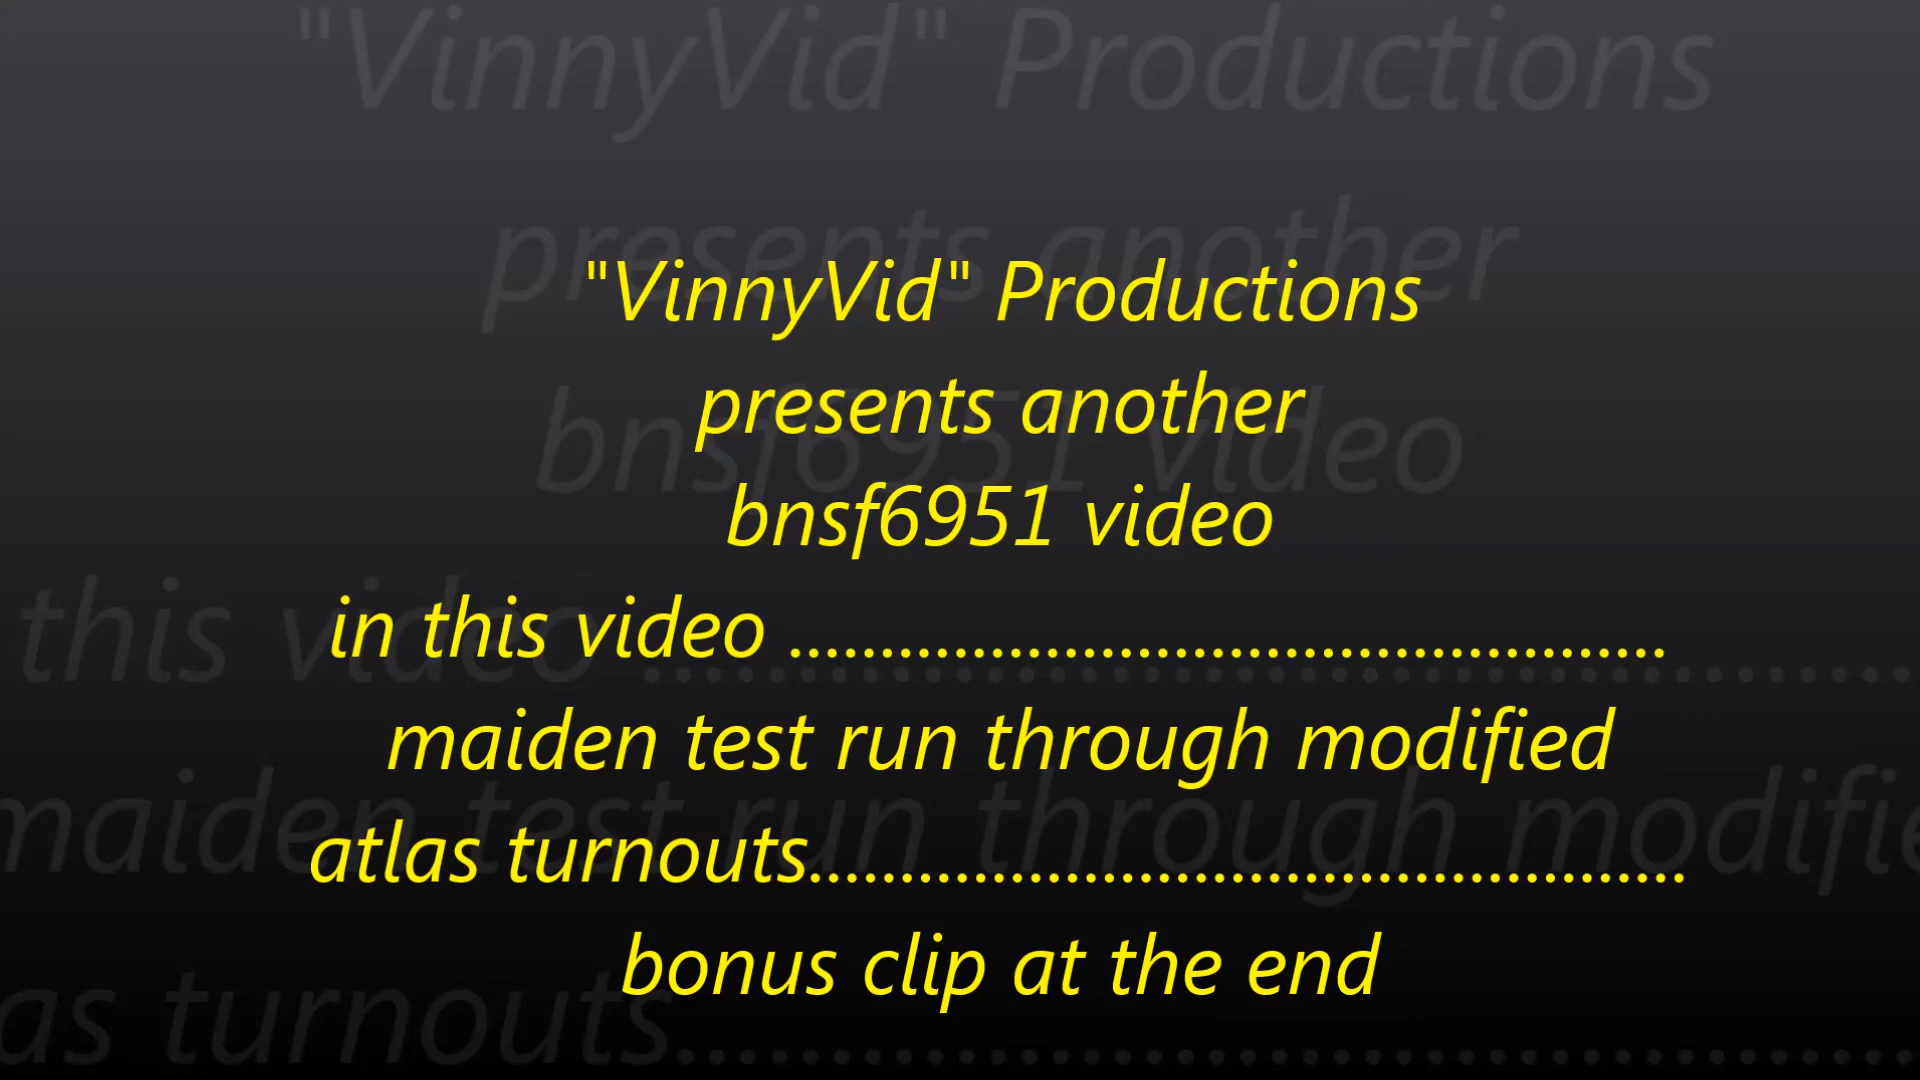 "VinnyVid" Productions
presents another
bnsf6951 video
in this video ................................................
maiden test run through modified
atlas turnouts................................................
bonus clip at the end